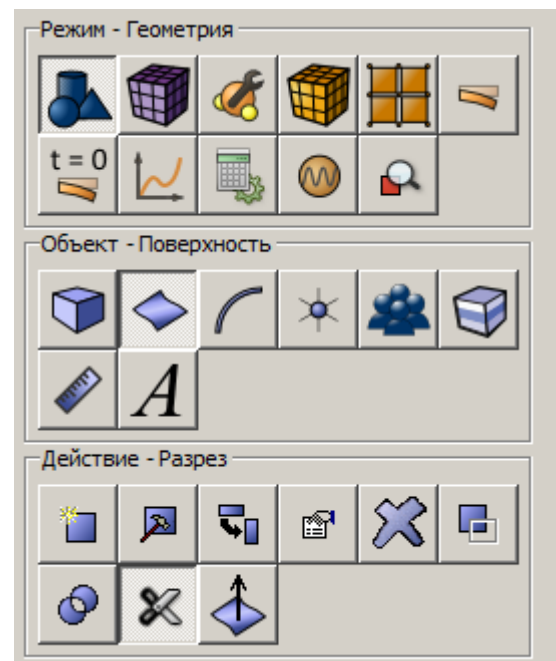 Режим - Геометрия
t = 0
Объект - Поверхность
A
Действие - Разрез